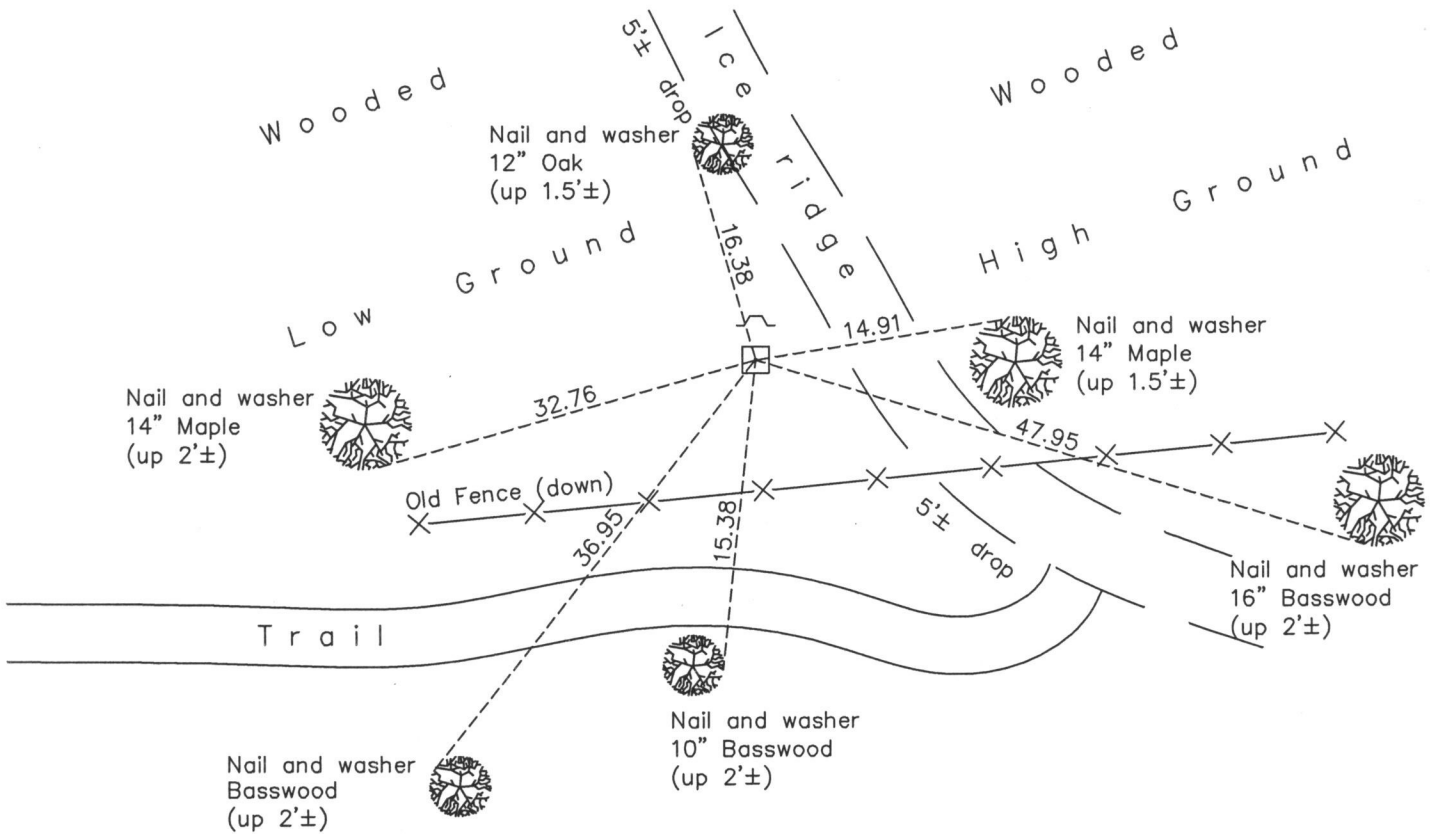 5'± drop
Ice ridge
Wooded
Wooded
Nail and washer
12” Oak
(up 1.5'±)
Low Ground
High Ground
16.38
14.91
Nail and washer
14” Maple
(up 1.5'±)
Nail and washer
14” Maple
(up 2'±)
32.76
47.95
Old Fence (down)
36.95
15.38
5'± drop
Nail and washer
16” Basswood
(up 2'±)
Trail
Nail and washer
10” Basswood
(up 2'±)
Nail and washer
Basswood
(up 2'±)